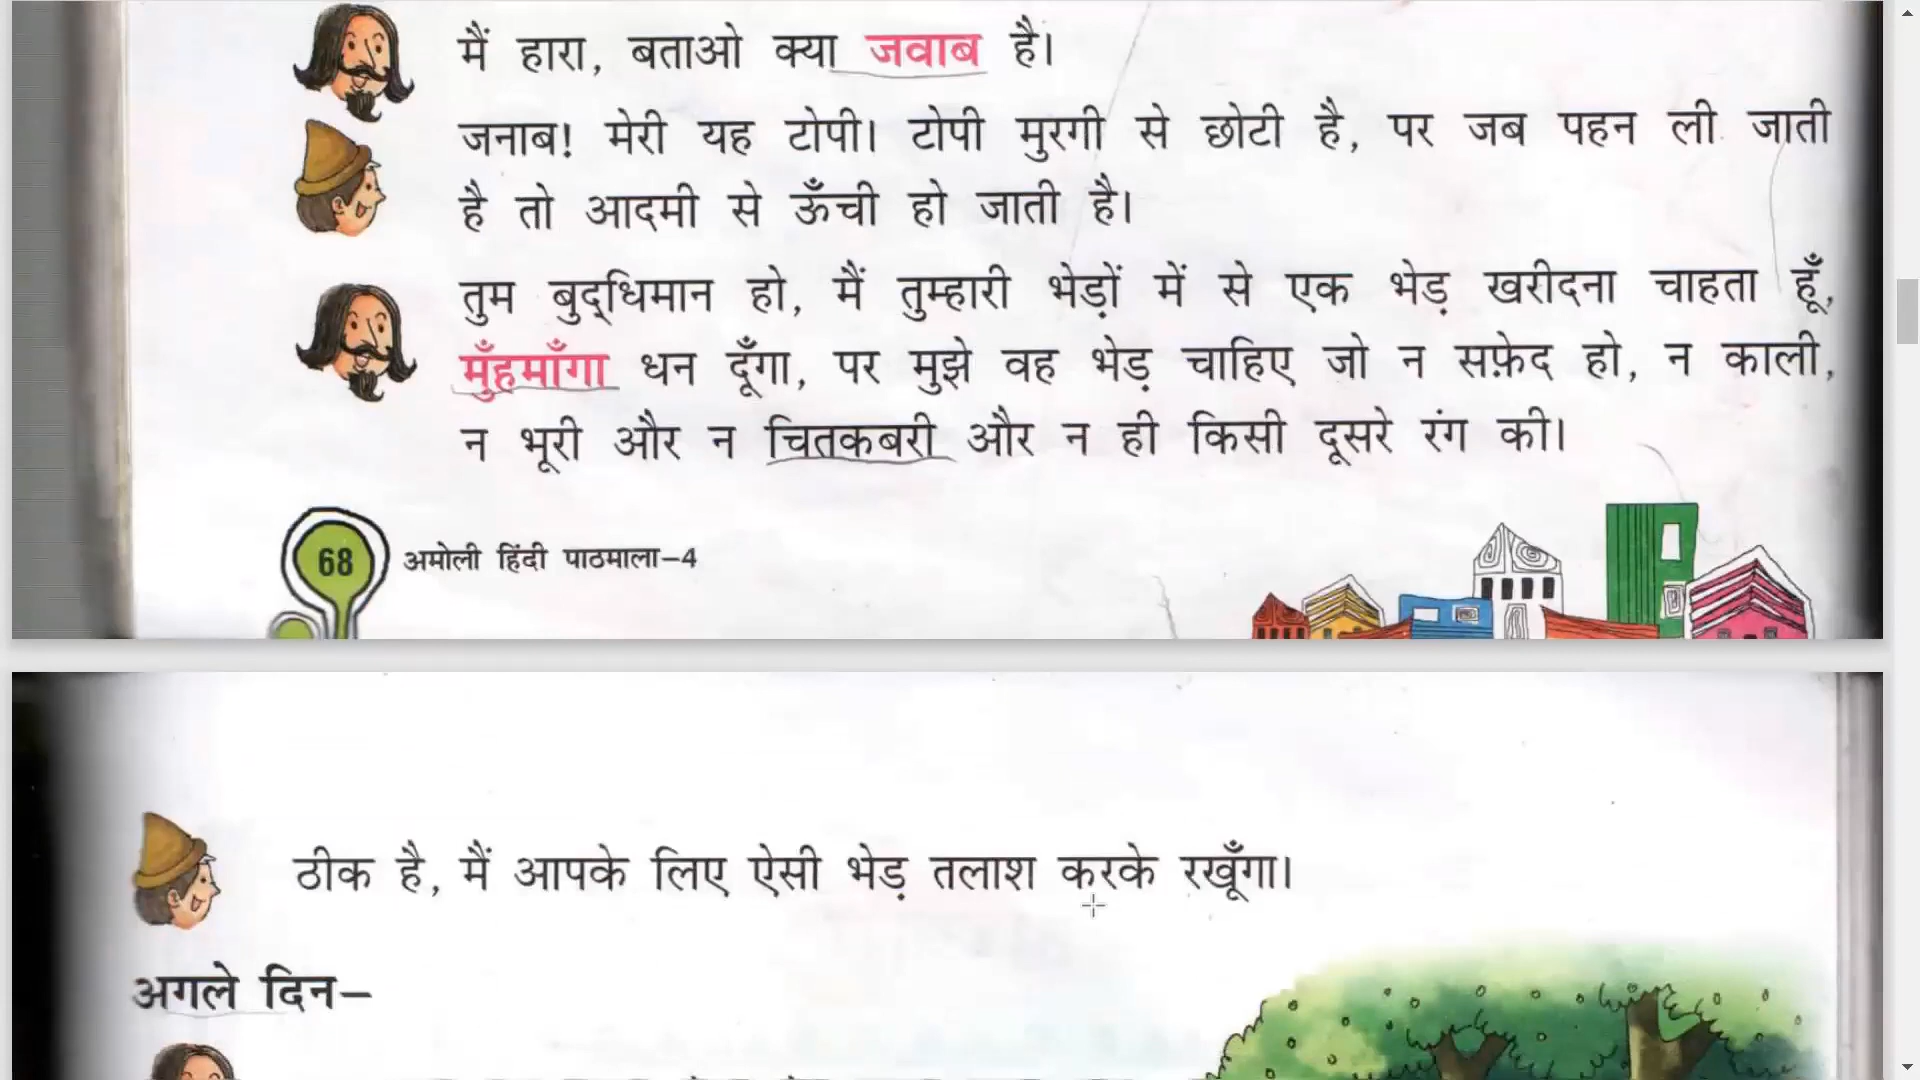 मैं हारा, बताओ क्या जवाब है।
जनाब! मेरी यह टोपी। टोपी मुरगी से छोटी है, पर जब पहन ली जाती
है तो आदमी से ऊँची हो जाती है।
तुम बुद्‌धिमान हो, मैं तुम्हारी भेड़ों में से एक भेड़ खरीदना चाहता हूँ,
मुँहमाँगा धन दूँगा, पर मुझे वह भेड़ चाहिए जो न सफ़ेद हो, न काली,
न भूरी और न चितकबरी और न ही किसी दूसरे रंग की।
68 अमोली हिंदी पाठमाला–4
ठीक है, मैं आपके लिए ऐसी भेड़ तलाश करके रखूँगा।
अगले दिन–